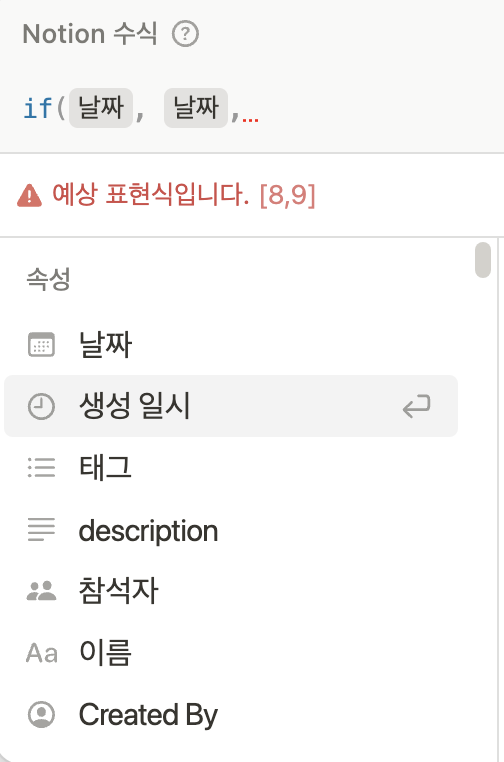 Notion 수식 ?
if( 날짜, 날짜,...
예상 표현식입니다. [8,9]
속성
날짜
생성 일시
태그
description
참석자
Aa 이름
Created By